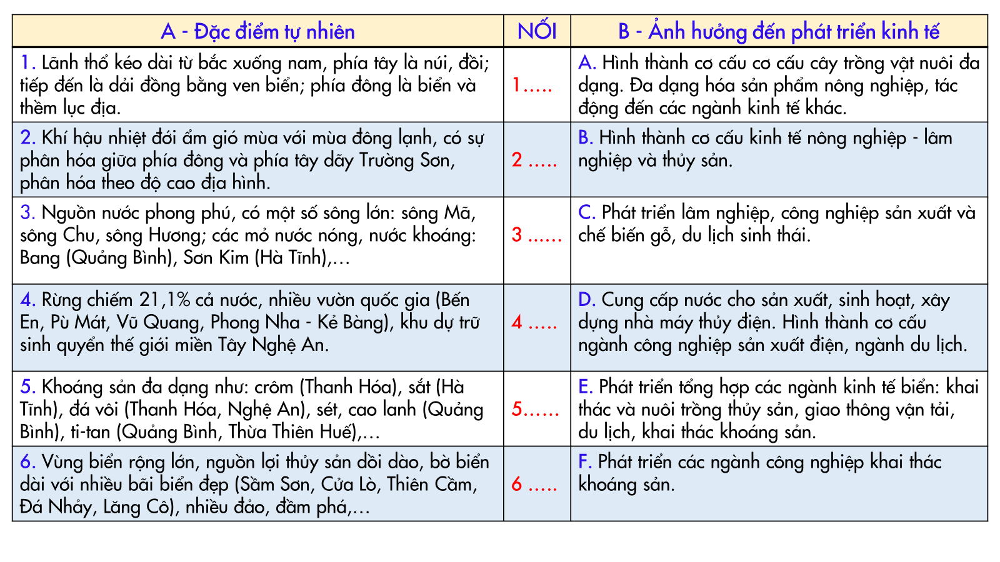 A - Đặc điểm tự nhiên
NỐI
B - Ảnh hưởng đến phát triển kinh tế
1. Lãnh thổ kéo dài từ bắc xuống nam, phía tây là núi, đồi;
tiếp đến là dải đồng bằng ven biển; phía đông là biển và
thềm lục địa.
1…..
A. Hình thành cơ cấu cơ cấu cây trồng vật nuôi đa
dạng. Đa dạng hóa sản phẩm nông nghiệp, tác
động đến các ngành kinh tế khác.
2. Khí hậu nhiệt đới ẩm gió mùa với mùa đông lạnh, có sự
phân hóa giữa phía đông và phía tây dãy Trường Sơn,
phân hóa theo độ cao địa hình.
2 …..
B. Hình thành cơ cấu kinh tế nông nghiệp - lâm
nghiệp và thủy sản.
3. Nguồn nước phong phú, có một số sông lớn: sông Mã,
sông Chu, sông Hương; các mỏ nước nóng, nước khoáng:
Bang (Quảng Bình), Sơn Kim (Hà Tĩnh),…
3 ……
C. Phát triển lâm nghiệp, công nghiệp sản xuất và
chế biến gỗ, du lịch sinh thái.
4. Rừng chiếm 21,1% cả nước, nhiều vườn quốc gia (Bến
En, Pù Mát, Vũ Quang, Phong Nha - Kẻ Bàng), khu dự trữ
sinh quyển thế giới miền Tây Nghệ An.
4 …..
D. Cung cấp nước cho sản xuất, sinh hoạt, xây
dựng nhà máy thủy điện. Hình thành cơ cấu
ngành công nghiệp sản xuất điện, ngành du lịch.
5. Khoáng sản đa dạng như: crôm (Thanh Hóa), sắt (Hà
Tĩnh), đá vôi (Thanh Hóa, Nghệ An), sét, cao lanh (Quảng
Bình), ti-tan (Quảng Bình, Thừa Thiên Huế),…
5……
E. Phát triển tổng hợp các ngành kinh tế biển: khai
thác và nuôi trồng thủy sản, giao thông vận tải,
du lịch, khai thác khoáng sản.
6. Vùng biển rộng lớn, nguồn lợi thủy sản dồi dào, bờ biển
dài với nhiều bãi biển đẹp (Sầm Sơn, Cửa Lò, Thiên Cầm,
Đá Nhảy, Lăng Cô), nhiều đảo, đầm phá,…
6 …..
F. Phát triển các ngành công nghiệp khai thác
khoáng sản.